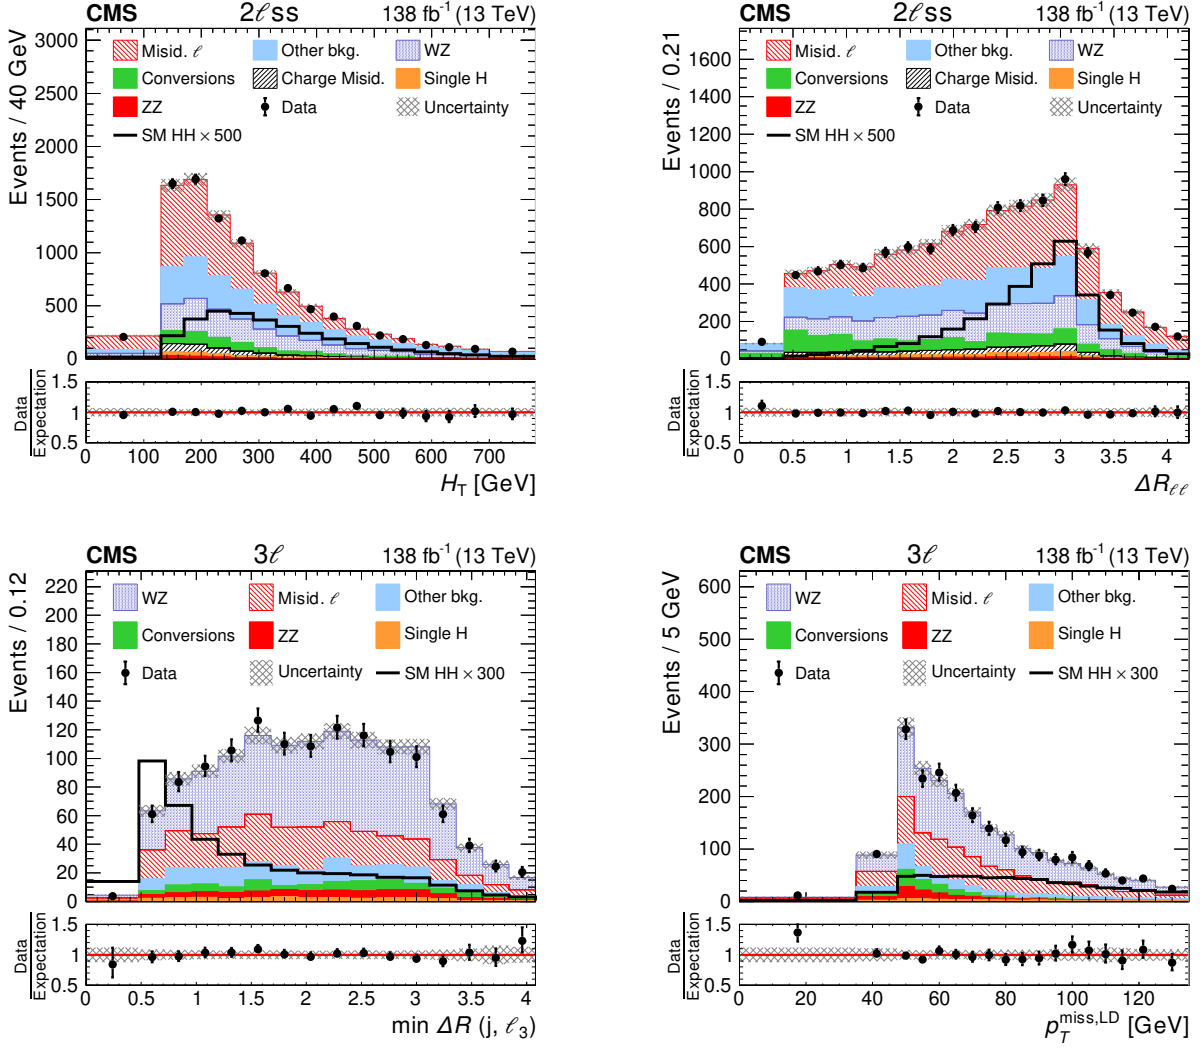 CMS 2ℓss 138 fb⁻¹ (13 TeV)
Events / 40 GeV
3000
2500
2000
1500
1000
500
0
Misid. ℓ Other bkg. WZ
Conversions Charge Misid. Single H
ZZ Data Uncertainty
SM HH × 500
Data
Expectation
1.5
1
0.5
0 100 200 300 400 500 600 700
H_T [GeV]
CMS 2ℓss 138 fb⁻¹ (13 TeV)
Events / 0.21
1600
1400
1200
1000
800
600
400
200
0
Misid. ℓ Other bkg. WZ
Conversions Charge Misid. Single H
ZZ Data Uncertainty
SM HH × 500
Data
Expectation
1.5
1
0.5
0 0.5 1 1.5 2 2.5 3 3.5 4
ΔR_ℓℓ
CMS 3ℓ 138 fb⁻¹ (13 TeV)
Events / 0.12
220
200
180
160
140
120
100
80
60
40
20
0
WZ Misid. ℓ Other bkg.
Conversions ZZ Single H
Data Uncertainty SM HH × 300
Data
Expectation
1.5
1
0.5
0 0.5 1 1.5 2 2.5 3 3.5 4
min ΔR (j, ℓ₃)
CMS 3ℓ 138 fb⁻¹ (13 TeV)
Events / 5 GeV
600
500
400
300
200
100
0
WZ Misid. ℓ Other bkg.
Conversions ZZ Single H
Data Uncertainty SM HH × 300
Data
Expectation
1.5
1
0.5
0 20 40 60 80 100 120
p_T^miss,LD [GeV]